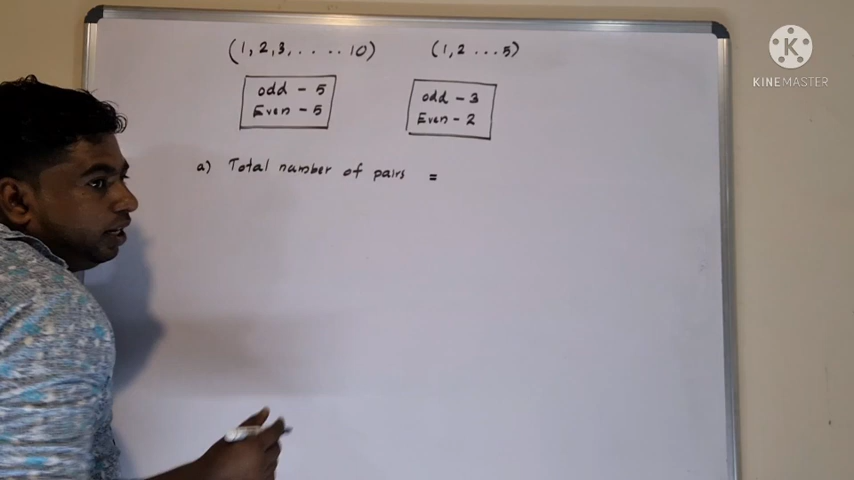 (1, 2, 3, . . . . . 10) (1, 2 . . . 5)
odd - 5
Even - 5
odd - 3
Even - 2
a) Total number of pairs =
K
KINEMASTER